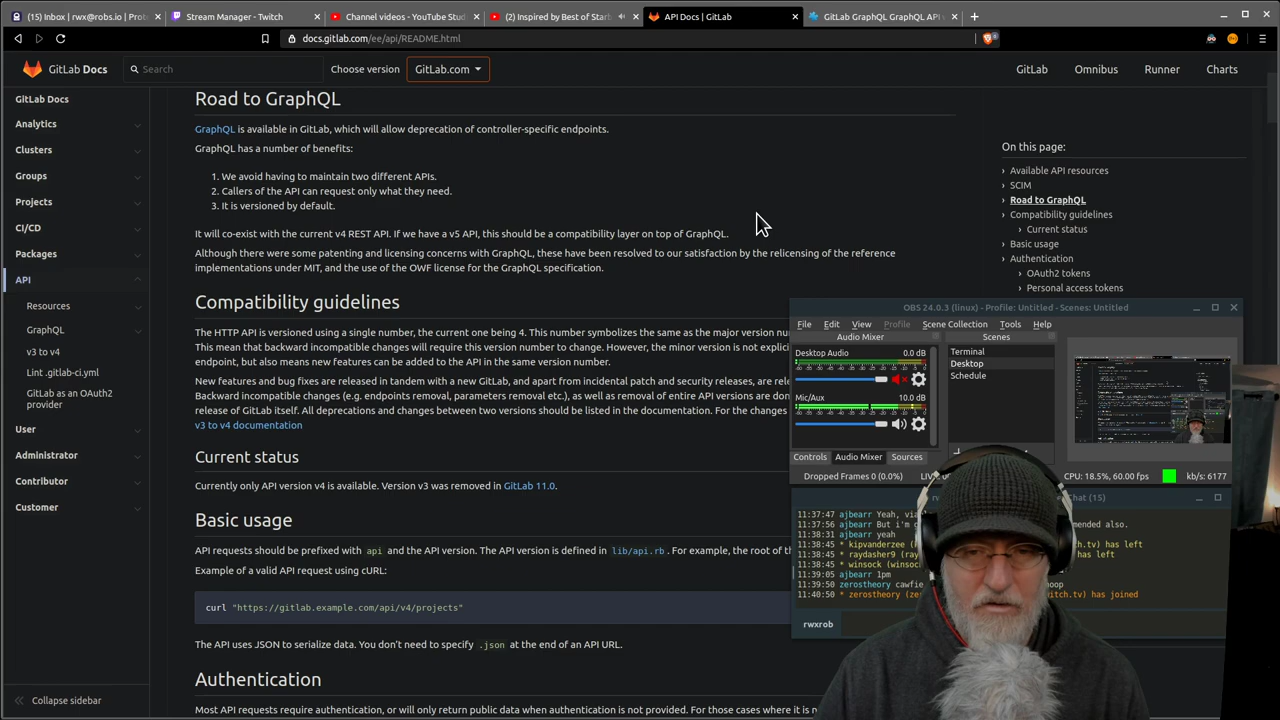 (15) Inbox | rwx@robs.io | Prot
Stream Manager - Twitch
Channel videos - YouTube Stud
(2) Inspired by Best of Starb
API Docs | GitLab
GitLab GraphQL GraphQL API
docs.gitlab.com/ee/api/README.html
GitLab Docs
Search
Choose version
GitLab.com
GitLab
Omnibus
Runner
Charts
GitLab Docs
Analytics
Clusters
Groups
Projects
CI/CD
Packages
API
Resources
GraphQL
v3 to v4
Lint .gitlab-ci.yml
GitLab as an OAuth2
provider
User
Administrator
Contributor
Customer
Collapse sidebar
Road to GraphQL
GraphQL is available in GitLab, which will allow deprecation of controller-specific endpoints.
GraphQL has a number of benefits:
1. We avoid having to maintain two different APIs.
2. Callers of the API can request only what they need.
3. It is versioned by default.
It will co-exist with the current v4 REST API. If we have a v5 API, this should be a compatibility layer on top of GraphQL.
Although there were some patenting and licensing concerns with GraphQL, these have been resolved to our satisfaction by the relicensing of the reference
implementations under MIT, and the use of the OWF license for the GraphQL specification.
Compatibility guidelines
The HTTP API is versioned using a single number, the current one being 4. This number symbolizes the same as the major version nu
This mean that backward incompatible changes will require this version number to change. However, the minor version is not explici
endpoint, but also means new features can be added to the API in the same version number.
New features and bug fixes are released in tandem with a new GitLab, and apart from incidental patch and security releases, are rele
Backward incompatible changes (e.g. endpoints removal, parameters removal etc.), as well as removal of entire API versions are don
release of GitLab itself. All deprecations and changes between two versions should be listed in the documentation. For the changes
v3 to v4 documentation
Current status
Currently only API version v4 is available. Version v3 was removed in GitLab 11.0.
Basic usage
API requests should be prefixed with api and the API version. The API version is defined in lib/api.rb. For example, the root of th
Example of a valid API request using cURL:
curl "https://gitlab.example.com/api/v4/projects"
The API uses JSON to serialize data. You don't need to specify .json at the end of an API URL.
Authentication
Most API requests require authentication, or will only return public data when authentication is not provided. For those cases where it is n
On this page:
Available API resources
SCIM
Road to GraphQL
Compatibility guidelines
Current status
Basic usage
Authentication
OAuth2 tokens
Personal access tokens
OBS 24.0.3 (linux) - Profile: Untitled - Scenes: Untitled
File Edit View Profile Scene Collection Tools Help
Audio Mixer
Scenes
Desktop Audio 0.0 dB
Mic/Aux 10.0 dB
Terminal
Desktop
Schedule
Controls Audio Mixer Sources
Dropped Frames 0 (0.0%)
LIV
CPU: 18.5%, 60.00 fps
kb/s: 6177
Chat (15)
11:37:47 ajbearr Yeah, via
11:37:56 ajbearr But i'm g mended also.
11:38:31 ajbearr yeah
11:38:45 * kipvanderzee ( tch.tv) has left
11:38:45 * raydasher9 (ray has left
11:38:45 * winsock (winsoc
11:39:05 ajbearr 1pm
11:39:50 zerostheory cawfie oop
11:40:50 * zerostheory (zer itch.tv) has joined
rwxrob